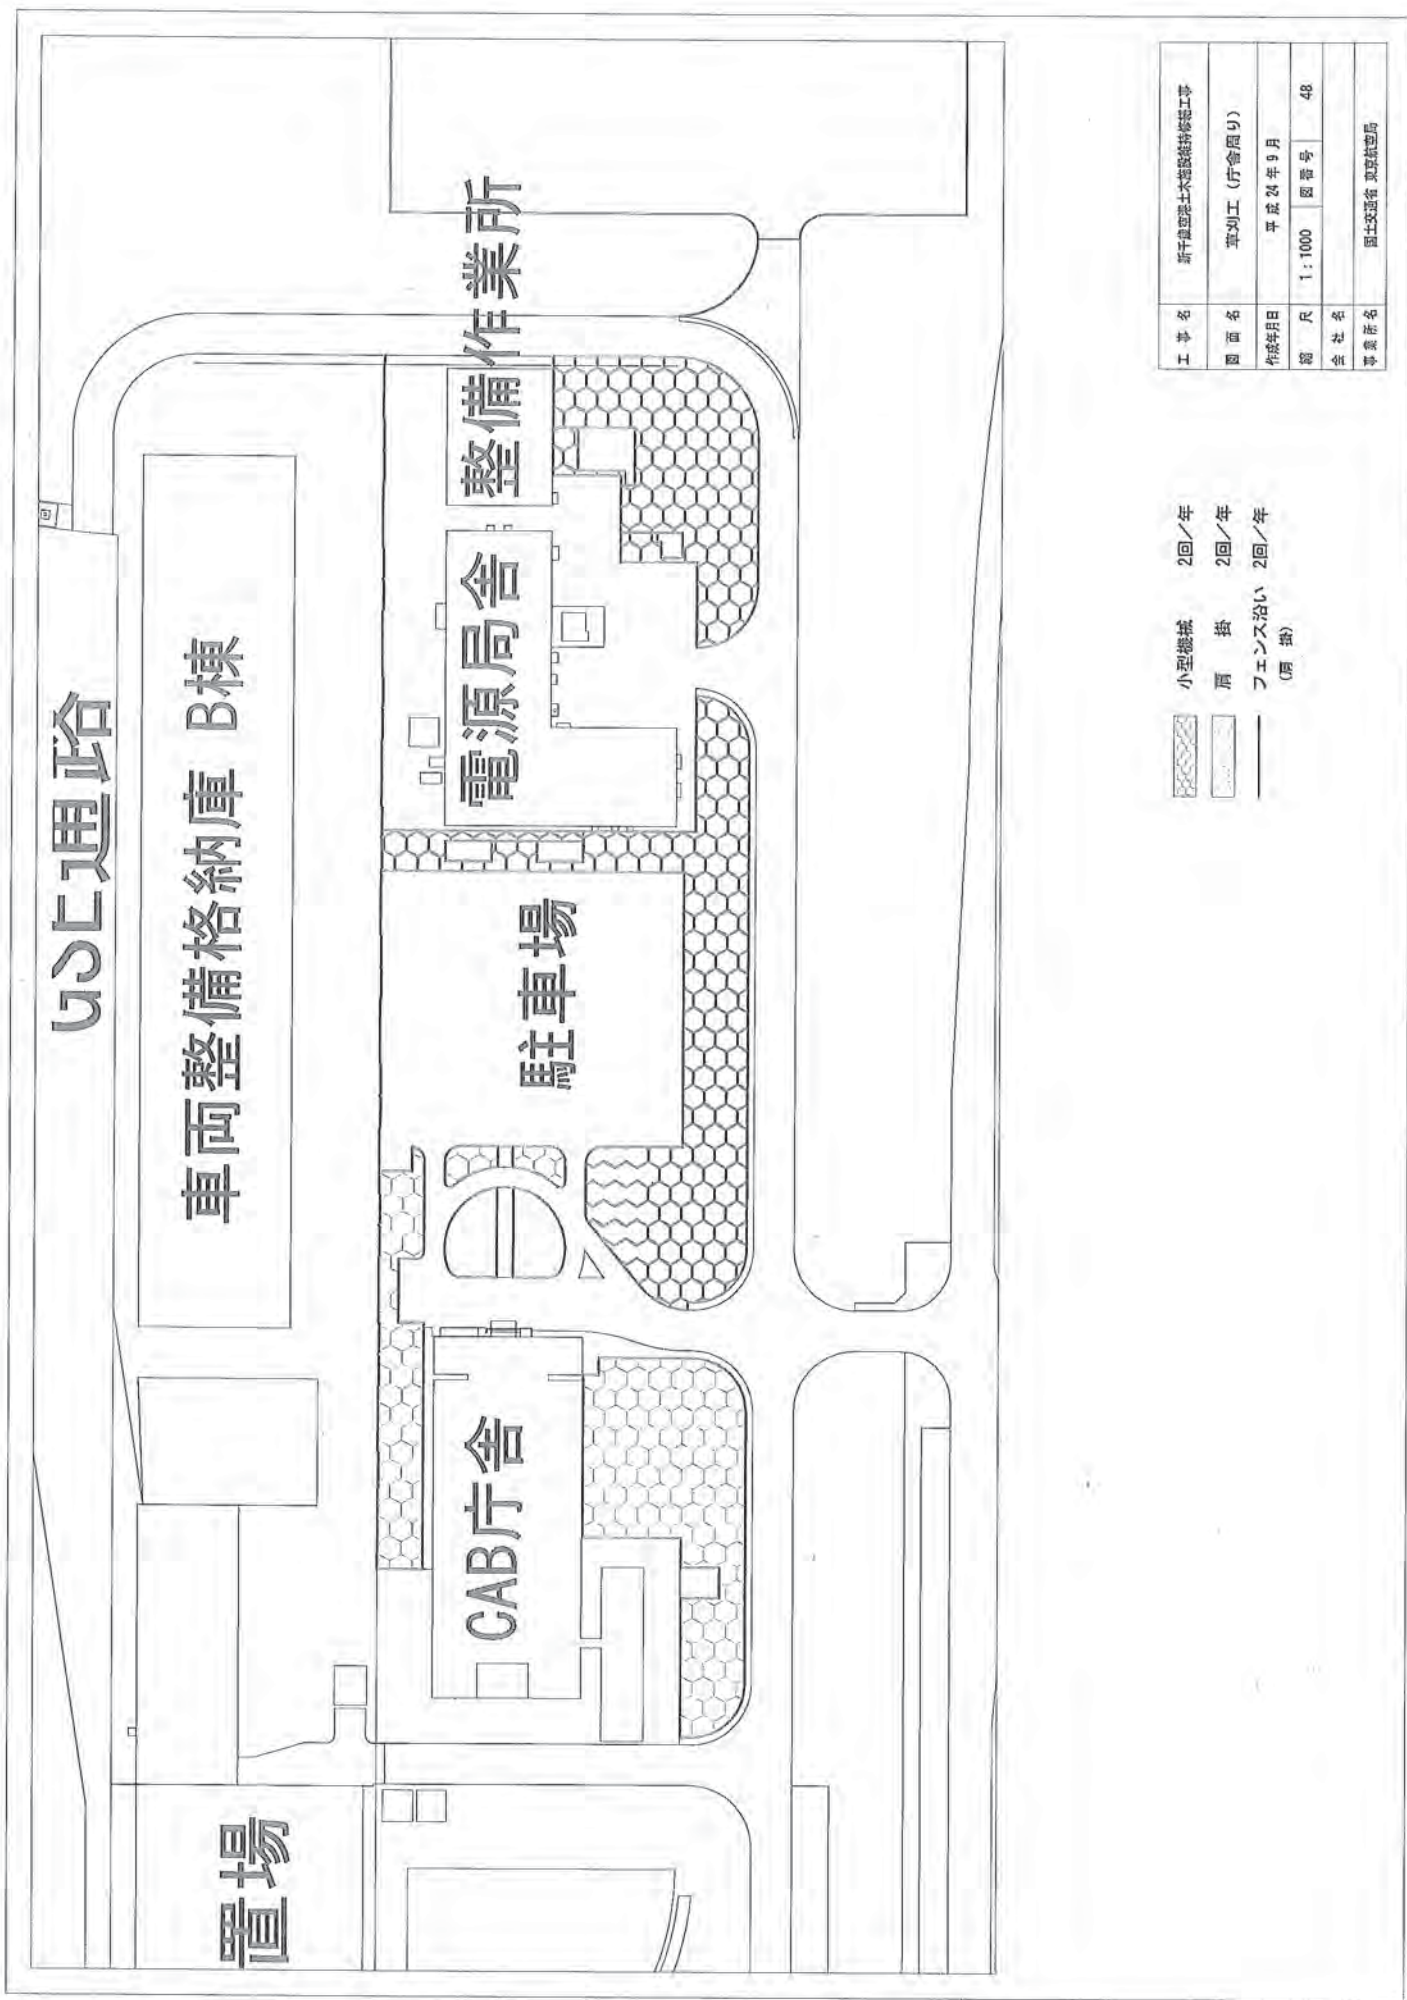 GSE通路
車両整備格納庫 B棟
置場
整備作業所
電源局舎
駐車場
CAB庁舎
小型機械 2回/年
肩掛 2回/年
フェンス沿い 2回/年
(肩掛)
工事名 新千歳空港土木施設維持修繕工事
図面名 草刈工(庁舎周り)
作成年月日 平成24年9月
縮尺 1:1000 図番号 48
会社名
事業所名 国土交通省 東京航空局